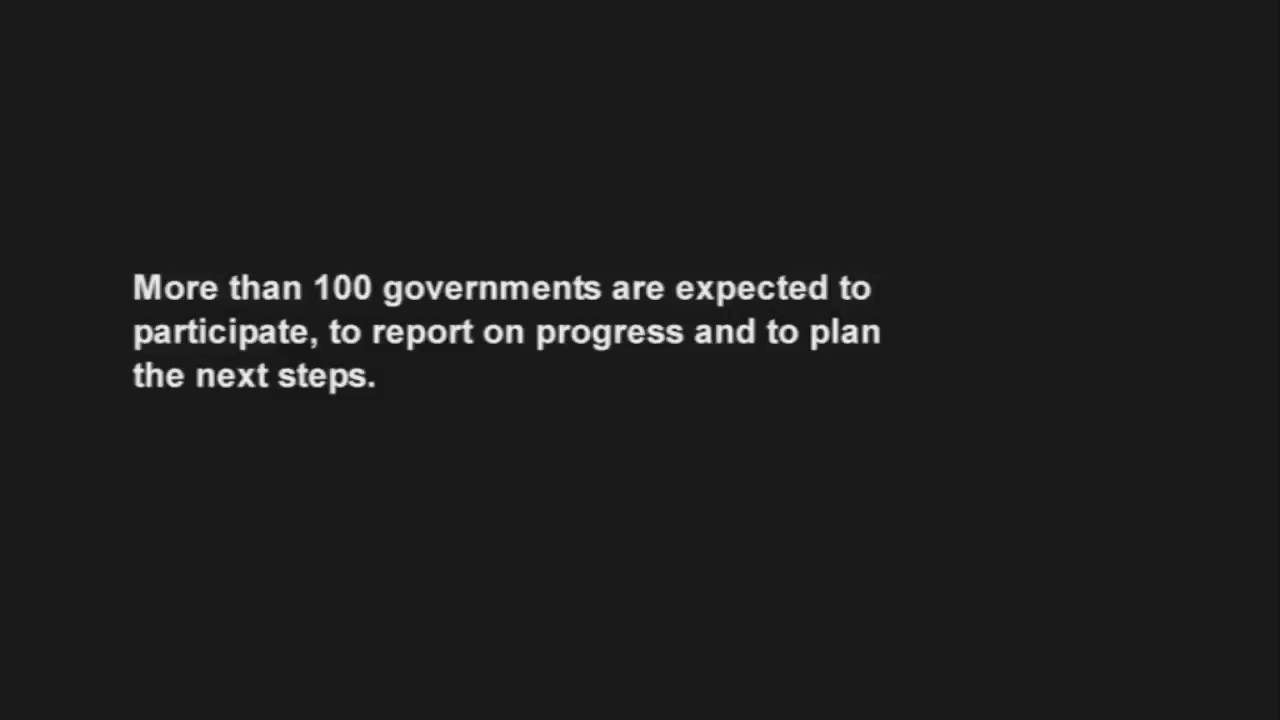 More than 100 governments are expected to
participate, to report on progress and to plan
the next steps.